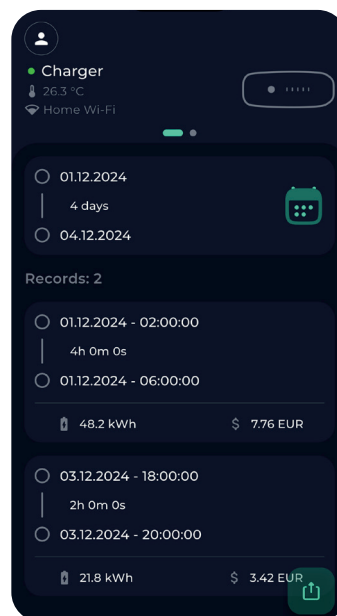 Charger
26.3 °C
Home Wi-Fi
01.12.2024
4 days
04.12.2024
Records: 2
01.12.2024 - 02:00:00
4h 0m 0s
01.12.2024 - 06:00:00
48.2 kWh $ 7.76 EUR
03.12.2024 - 18:00:00
2h 0m 0s
03.12.2024 - 20:00:00
21.8 kWh $ 3.42 EUR